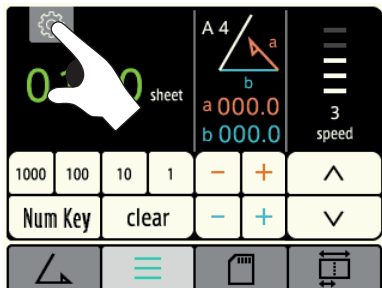 A 4
a
b
sheet
a 000.0
b 000.0
3
speed
1000 100 10 1 - +
Num Key clear - +